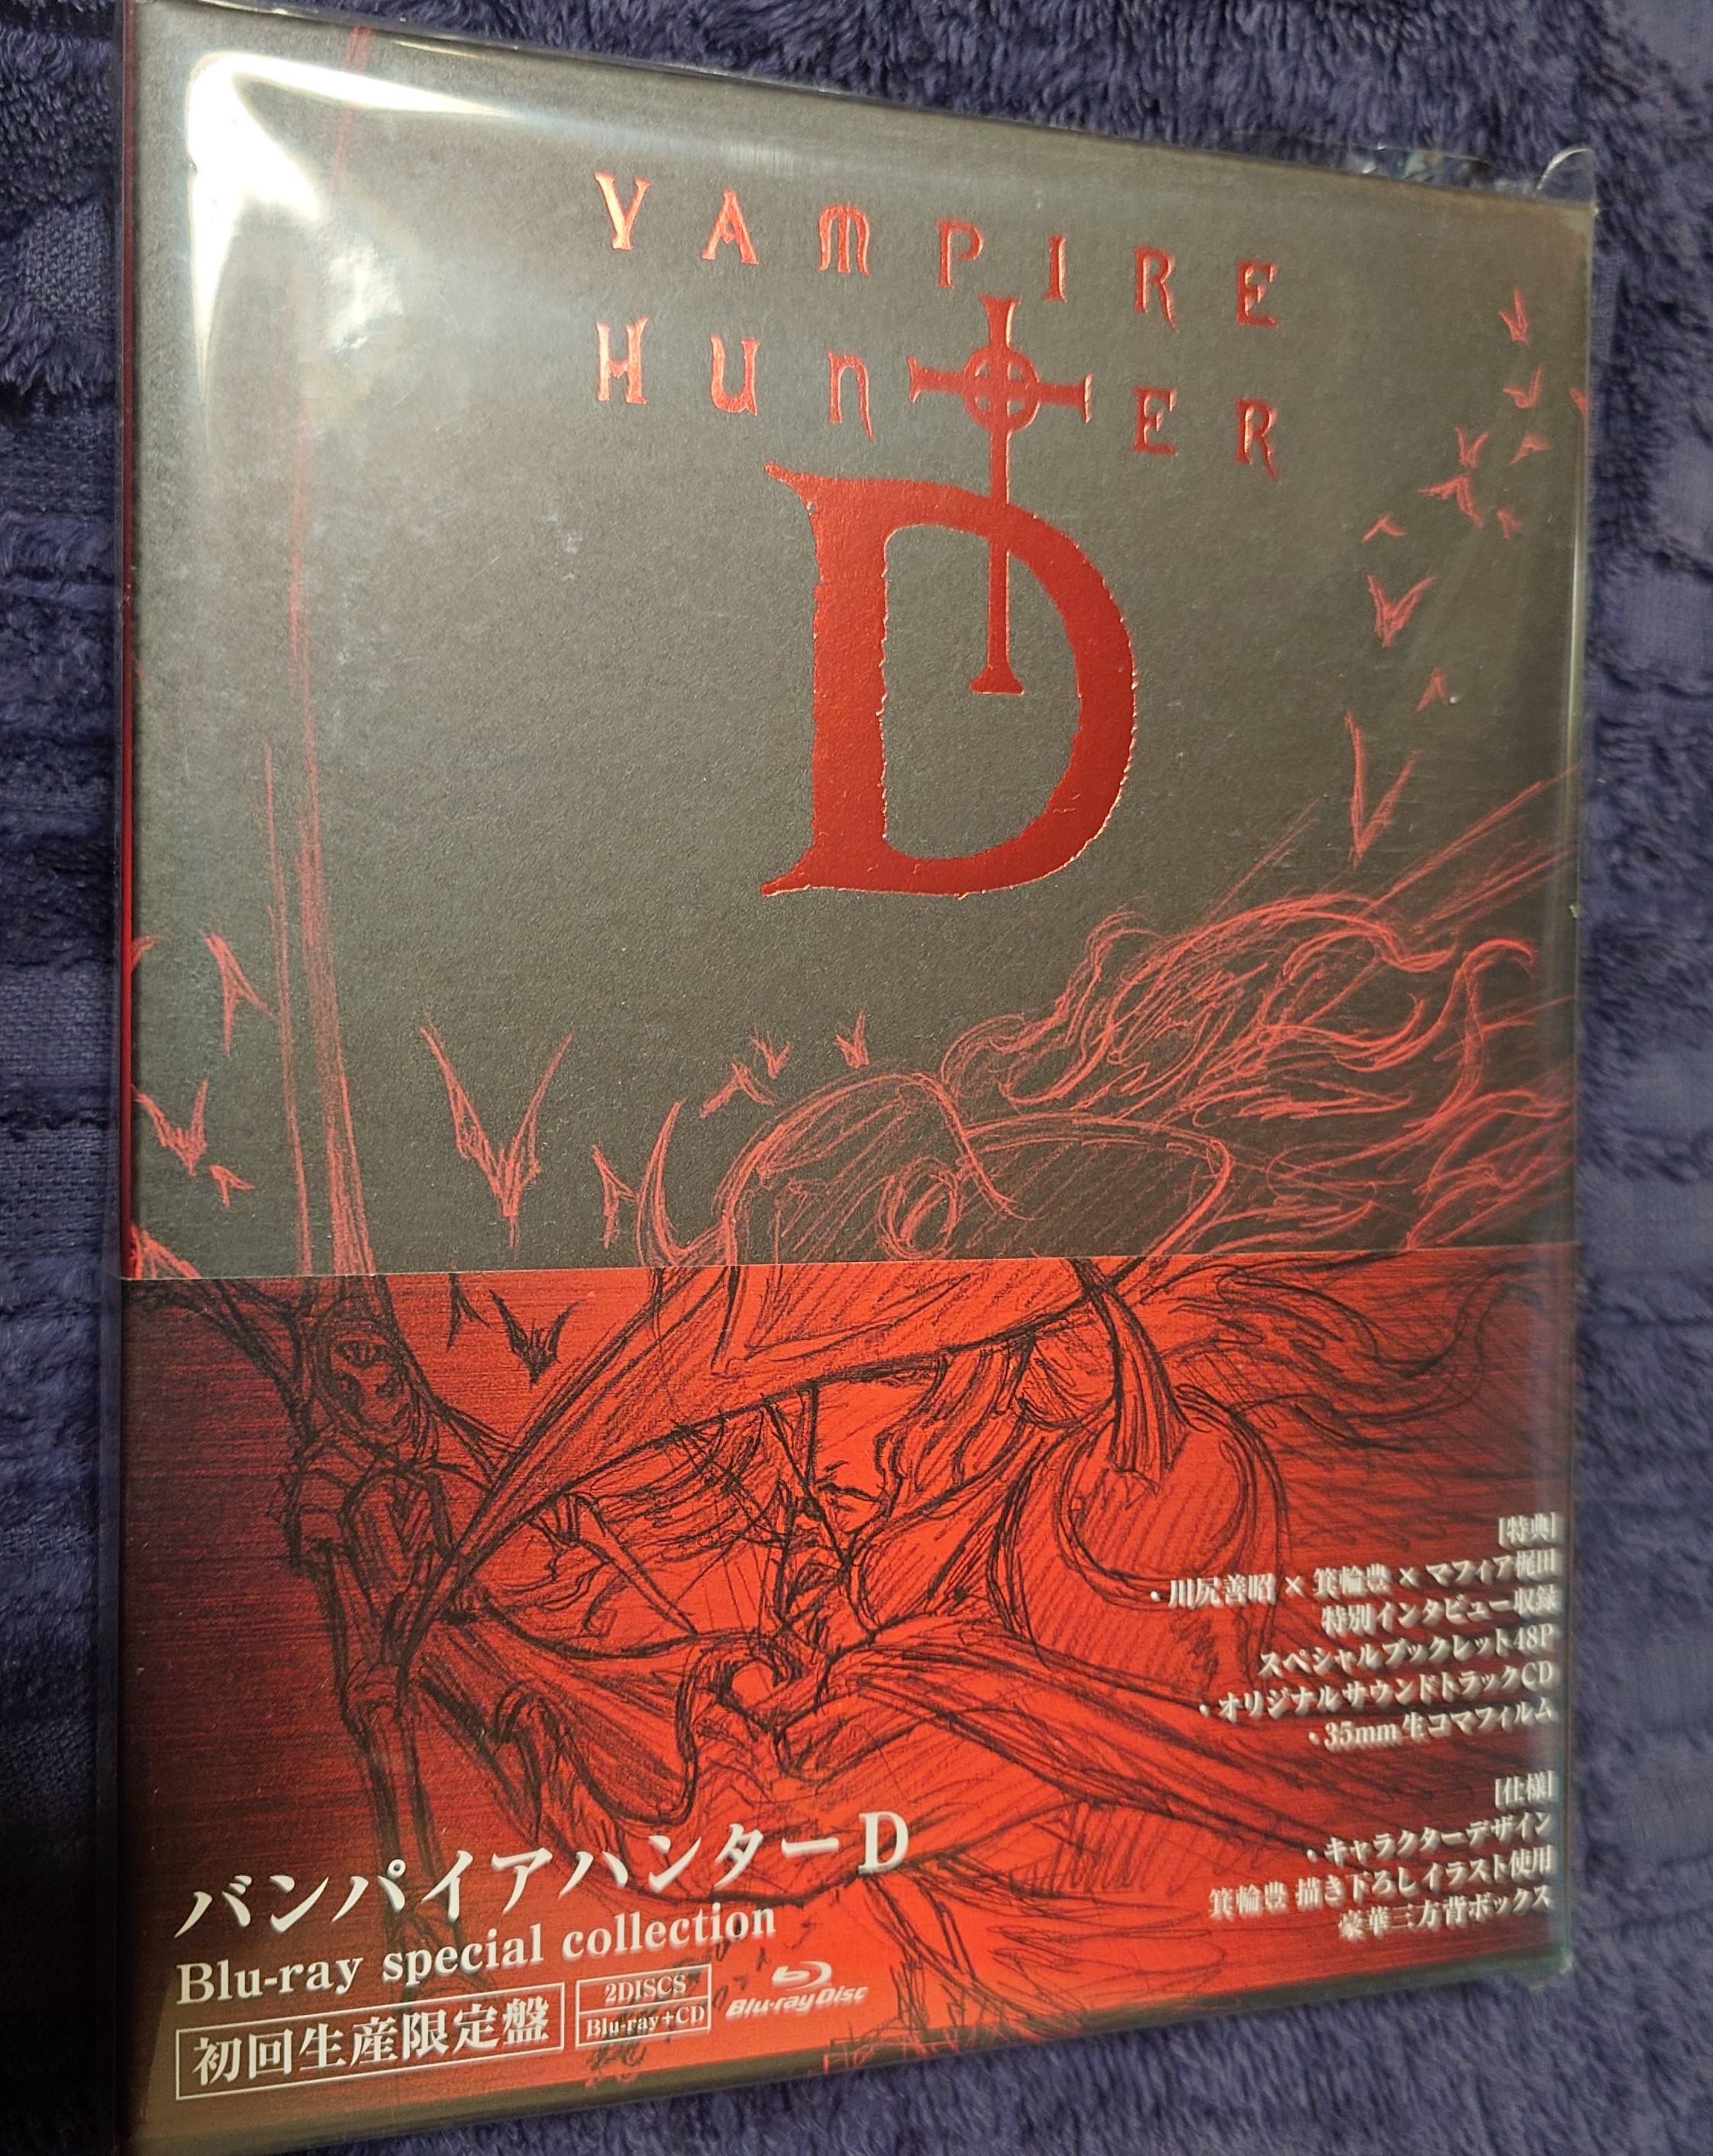 VAMPIRE
HUNTER
D
[特典]
・川尻善昭 × 箕輪豊 × マフィア梶田
特別インタビュー収録
スペシャルブックレット48P
・オリジナルサウンドトラックCD
・35mm生コマフィルム
[仕様]
・キャラクターデザイン
箕輪豊 描き下ろしイラスト使用
豪華三方背ボックス
バンパイアハンターD
Blu-ray special collection
初回生産限定盤
2DISCS
Blu-ray+CD
Blu-ray Disc